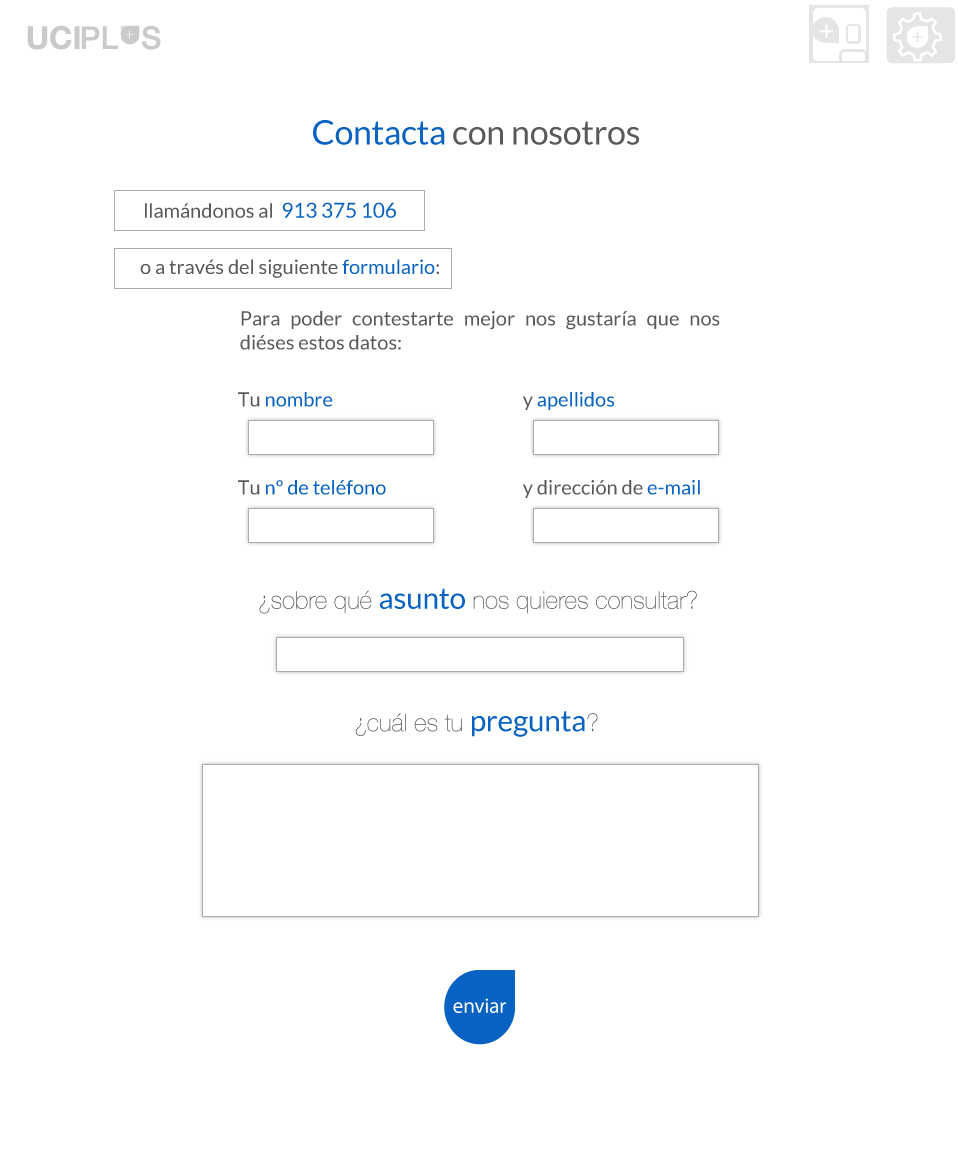 UCIPLUS
Contacta con nosotros
llamándonos al 913 375 106
o a través del siguiente formulario:
Para poder contestarte mejor nos gustaría que nos
diéses estos datos:
Tu nombre
y apellidos
Tu nº de teléfono
y dirección de e-mail
¿sobre qué asunto nos quieres consultar?
¿cuál es tu pregunta?
enviar